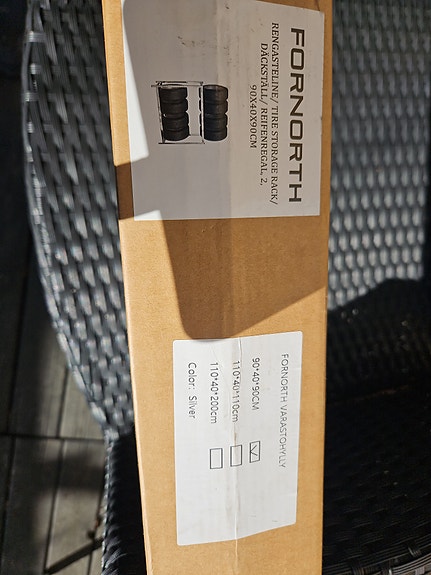 FORNORTH
RENGASTELINE/ TIRE STORAGE RACK/
DÄCKSTÄLL/ REIFENREGAL, 2,
90X40X90CM
FORNORTH VARASTOHYLLY
90*40*90CM
110*40*110cm
110*40*200cm
Color: Silver